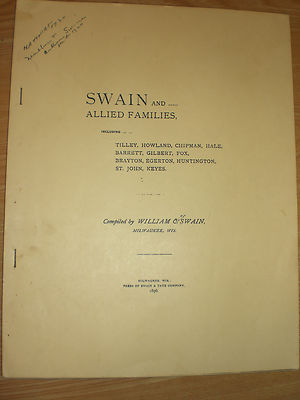 SWAIN AND ......
ALLIED FAMILIES,
INCLUDING ... ...
TILLEY, HOWLAND, CHIPMAN, HALE,
BARRETT, GILBERT, FOX,
BRAYTON, EGERTON, HUNTINGTON,
ST. JOHN, KEYES.
Compiled by WILLIAM C. SWAIN,
MILWAUKEE, WIS.
MILWAUKEE, WIS.:
PRESS OF SWAIN & TATE COMPANY.
1896.